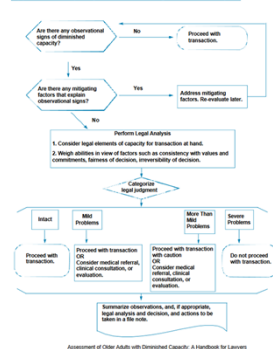 Are there any observational
signs of diminished
capacity?
No
Proceed with
transaction.
Yes
Are there any mitigating
factors that explain
observational signs?
Yes
Address mitigating
factors. Re-evaluate later.
No
Perform Legal Analysis
1. Consider legal elements of capacity for transaction at hand.
2. Weigh abilities in view of factors such as consistency with values and
commitments, fairness of decision, irreversibility of decision.
Categorize
legal judgment
Intact
Mild
Problems
More Than
Mild
Problems
Severe
Problems
Proceed with
transaction.
Proceed with transaction
OR
Consider medical referral,
clinical consultation, or
evaluation.
Proceed with transaction
with caution
OR
Consider medical
referral, clinical
consultation, or
evaluation.
Do not proceed
with transaction.
Summarize observations, and, if appropriate,
legal analysis and decision, and actions to be
taken in a file note.
Assessment of Older Adults with Diminished Capacity: A Handbook for Lawyers